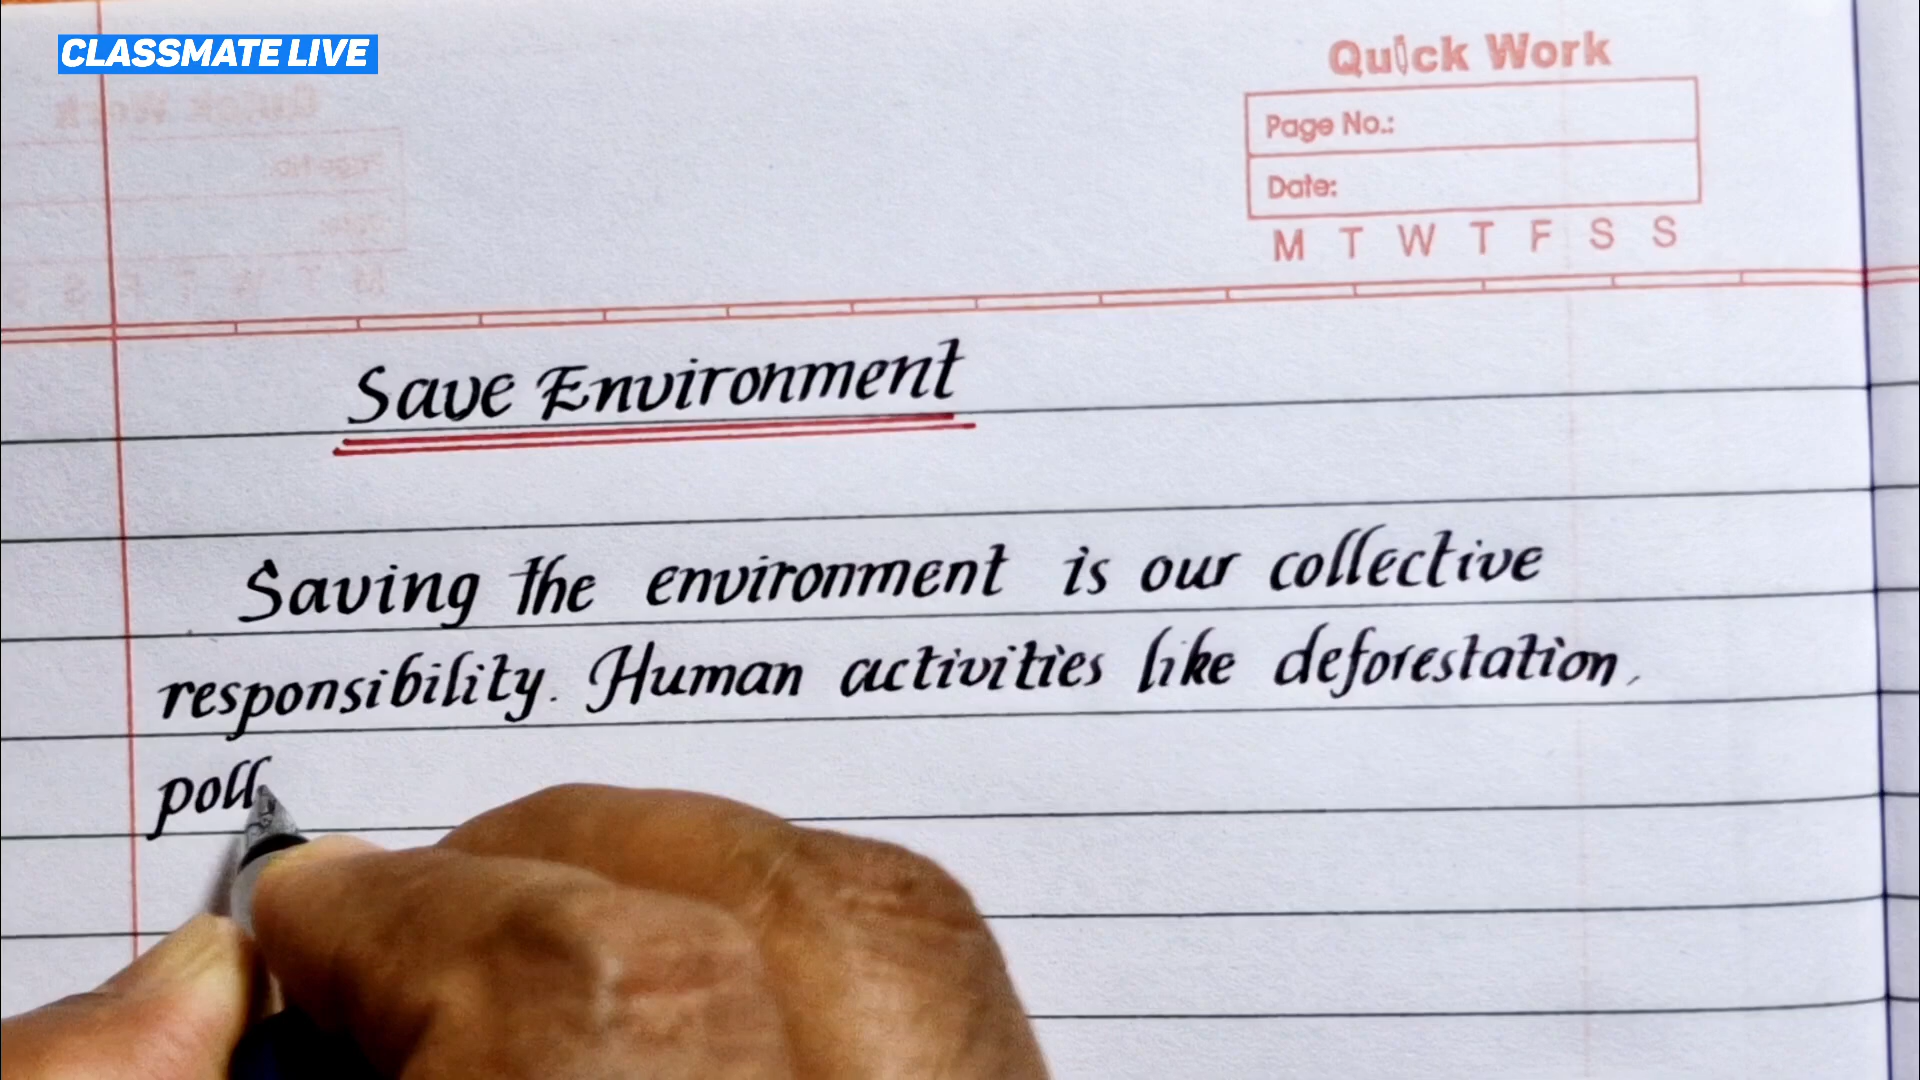 CLASSMATE LIVE
Quick Work
Page No.:
Date:
M T W T F S S
Save Environment
Saving the environment is our collective
responsibility. Human activities like deforestation,
poll